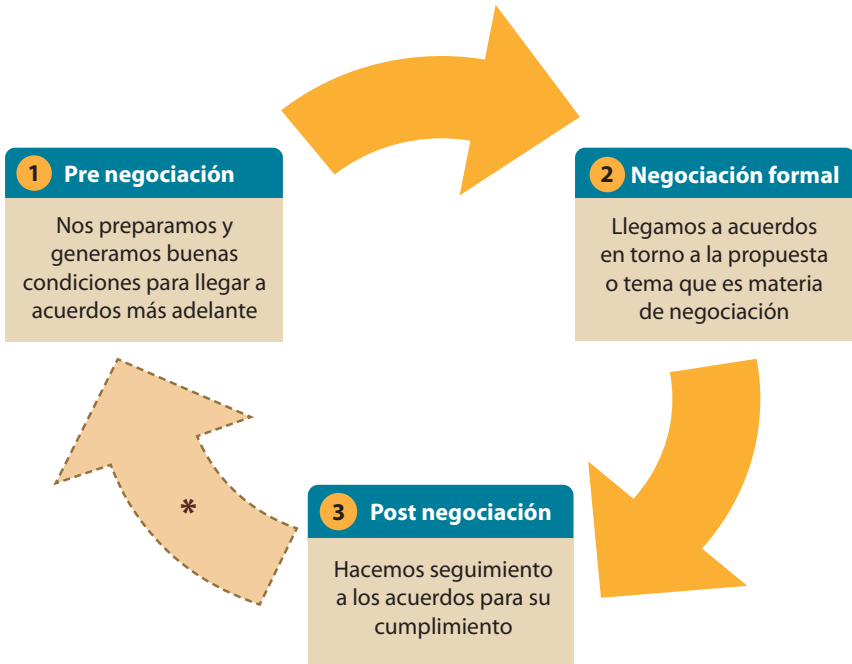 1 Pre negociación
Nos preparamos y
generamos buenas
condiciones para llegar a
acuerdos más adelante
2 Negociación formal
Llegamos a acuerdos
en torno a la propuesta
o tema que es materia
de negociación
*
3 Post negociación
Hacemos seguimiento
a los acuerdos para su
cumplimiento